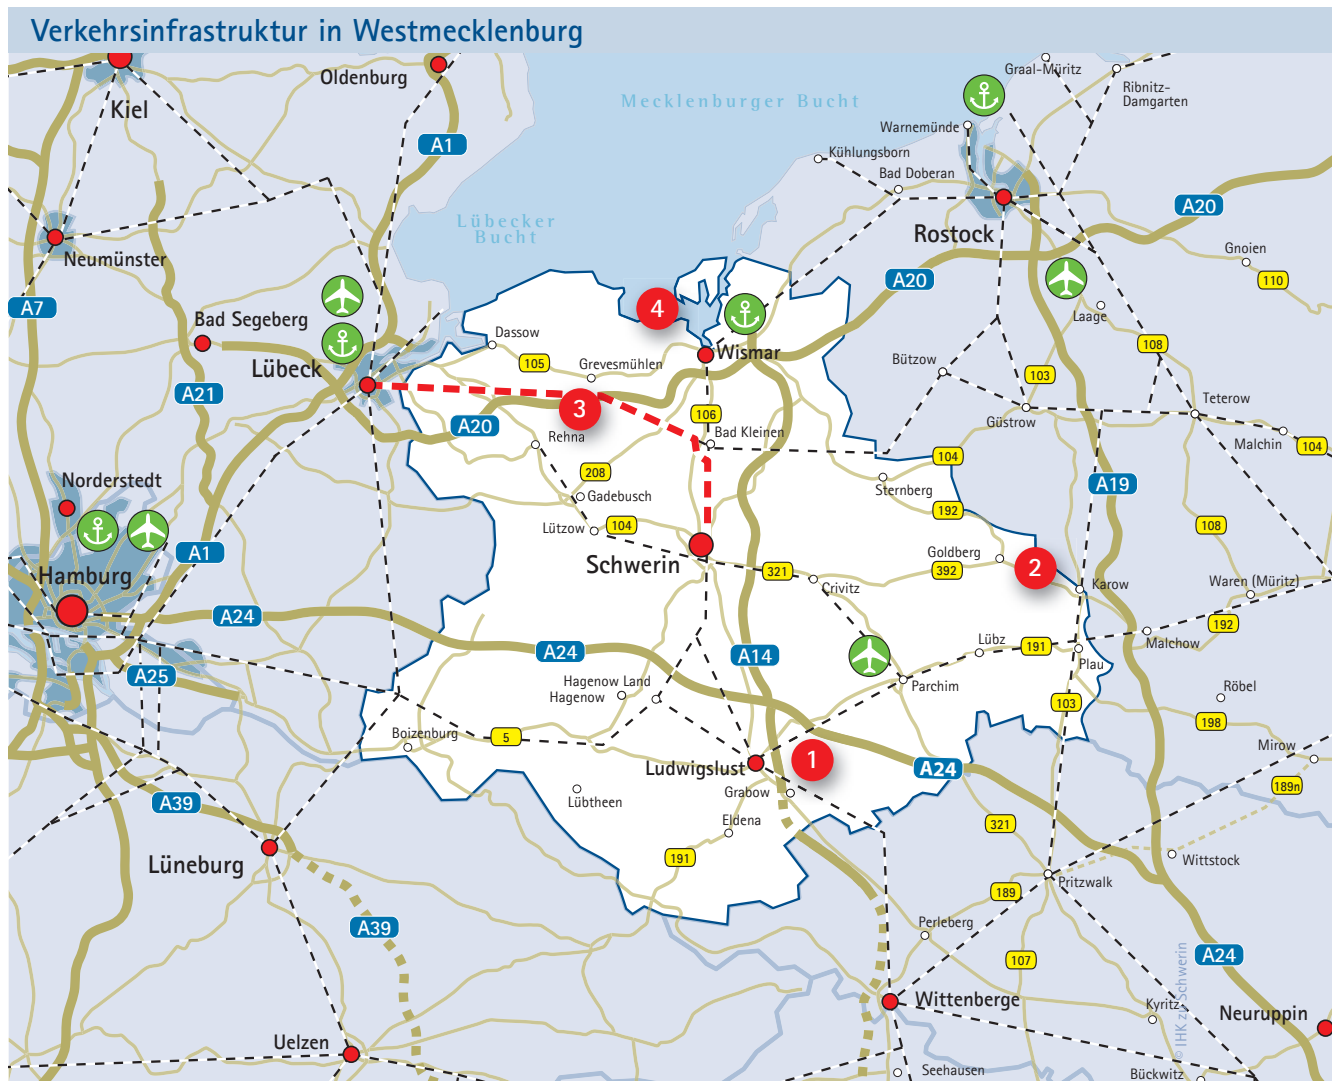 Verkehrsinfrastruktur in Westmecklenburg
Oldenburg
Kiel
A1
Mecklenburger Bucht
Graal-Müritz
Ribnitz-
Damgarten
Warnemünde
Kühlungsborn
Bad Doberan
A20
Rostock
Lübecker
Bucht
Neumünster
Gnoien
110
A7
A20
Bad Segeberg
4
Laage
Lübeck
Dassow
Wismar
105
Grevesmühlen
Bützow
108
103
A21
3
106
Teterow
A20
Rehna
Bad Kleinen
Güstrow
Malchin
104
104
208
Norderstedt
Gadebusch
Sternberg
A19
192
Lützow
104
108
A1
Schwerin
Goldberg
2
Hamburg
321
392
Crivitz
Karow
Waren (Müritz)
A24
192
A24
A14
Lübz
191
Malchow
A25
Plau
Hagenow Land
Hagenow
Parchim
Röbel
103
198
Boizenburg
5
Mirow
Ludwigslust
1
A24
Grabow
189n
Lübtheen
A39
Eldena
321
191
Wittstock
Lüneburg
Pritzwalk
189
A39
Perleberg
107
A24
Wittenberge
Kyritz
Neuruppin
Uelzen
Seehausen
Bückwitz
© IHK zu Schwerin